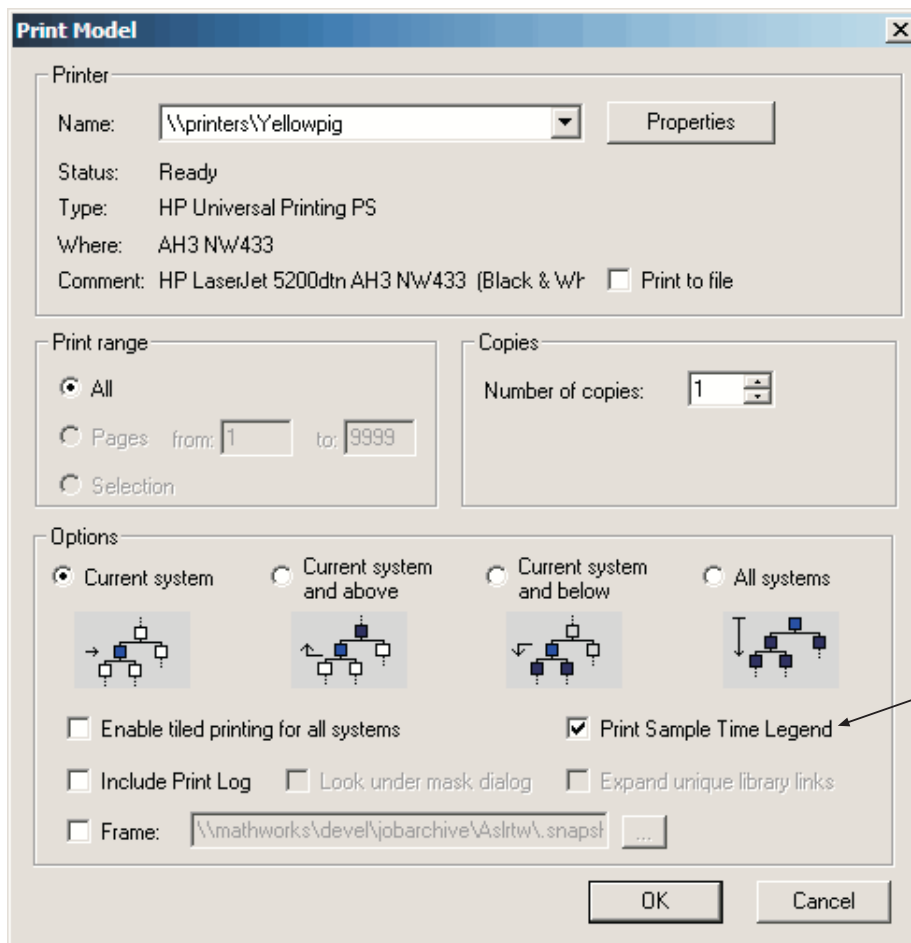 Print Model
Printer
Name: \\printers\Yellowpig Properties
Status: Ready
Type: HP Universal Printing PS
Where: AH3 NW433
Comment: HP LaserJet 5200dtn AH3 NW433 (Black & Wh Print to file
Print range
All
Pages from: 1 to: 9999
Selection
Copies
Number of copies: 1
Options
Current system
Current system
and above
Current system
and below
All systems
Enable tiled printing for all systems
Print Sample Time Legend
Include Print Log Look under mask dialog Expand unique library links
Frame: \\mathworks\devel\jobarchive\Aslrtw\.snapsh ...
OK Cancel